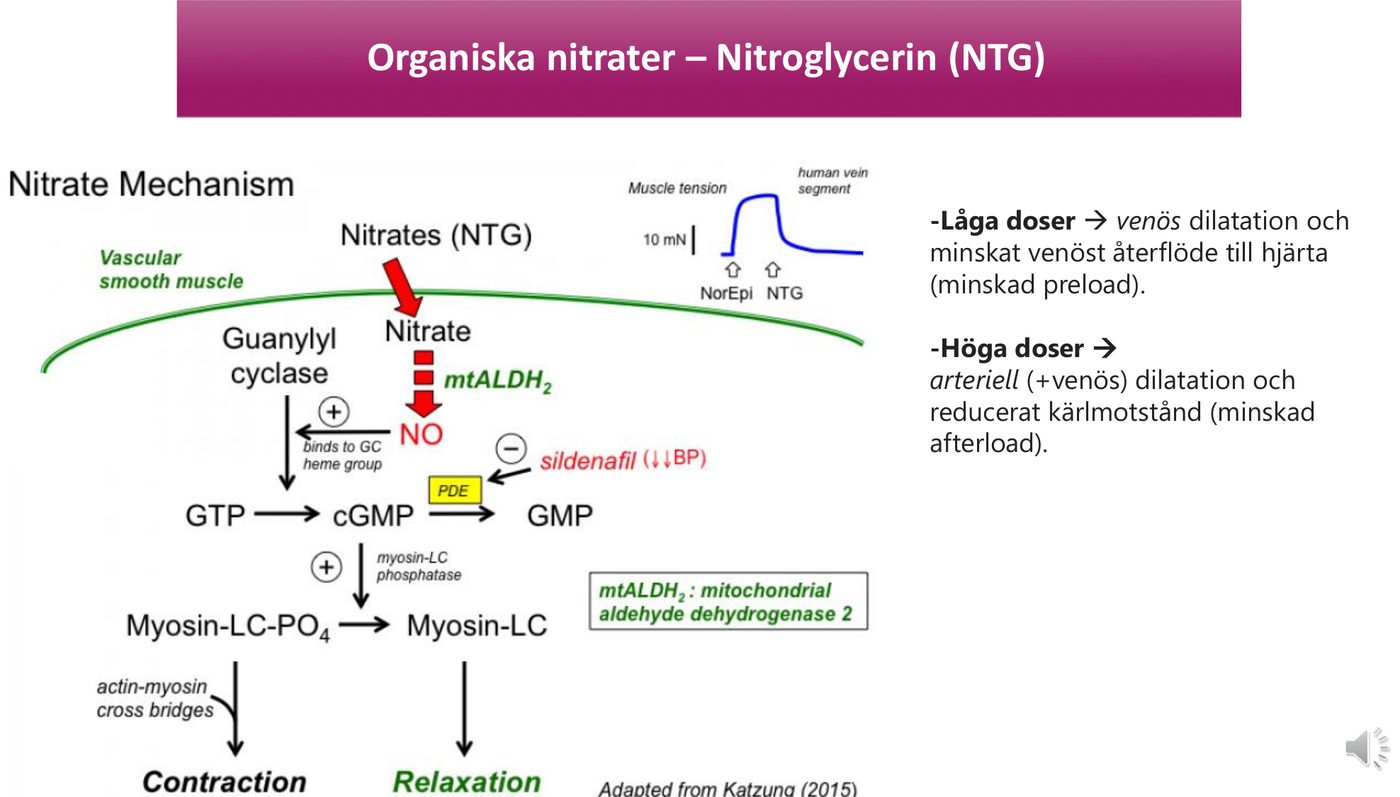 Organiska nitrater – Nitroglycerin (NTG)
Nitrate Mechanism
Muscle tension
human vein
segment
10 mN
NorEpi
NTG
Nitrates (NTG)
Vascular
smooth muscle
Nitrate
Guanylyl
cyclase
mtALDH₂
+
NO
binds to GC
heme group
−
sildenafil (↓↓BP)
PDE
GTP
cGMP
GMP
+
myosin-LC
phosphatase
mtALDH₂ : mitochondrial
aldehyde dehydrogenase 2
Myosin-LC-PO₄
Myosin-LC
actin-myosin
cross bridges
Contraction
Relaxation
Adapted from Katzung (2015)
-Låga doser → venös dilatation och
minskat venöst återflöde till hjärta
(minskad preload).
-Höga doser →
arteriell (+venös) dilatation och
reducerat kärlmotstånd (minskad
afterload).